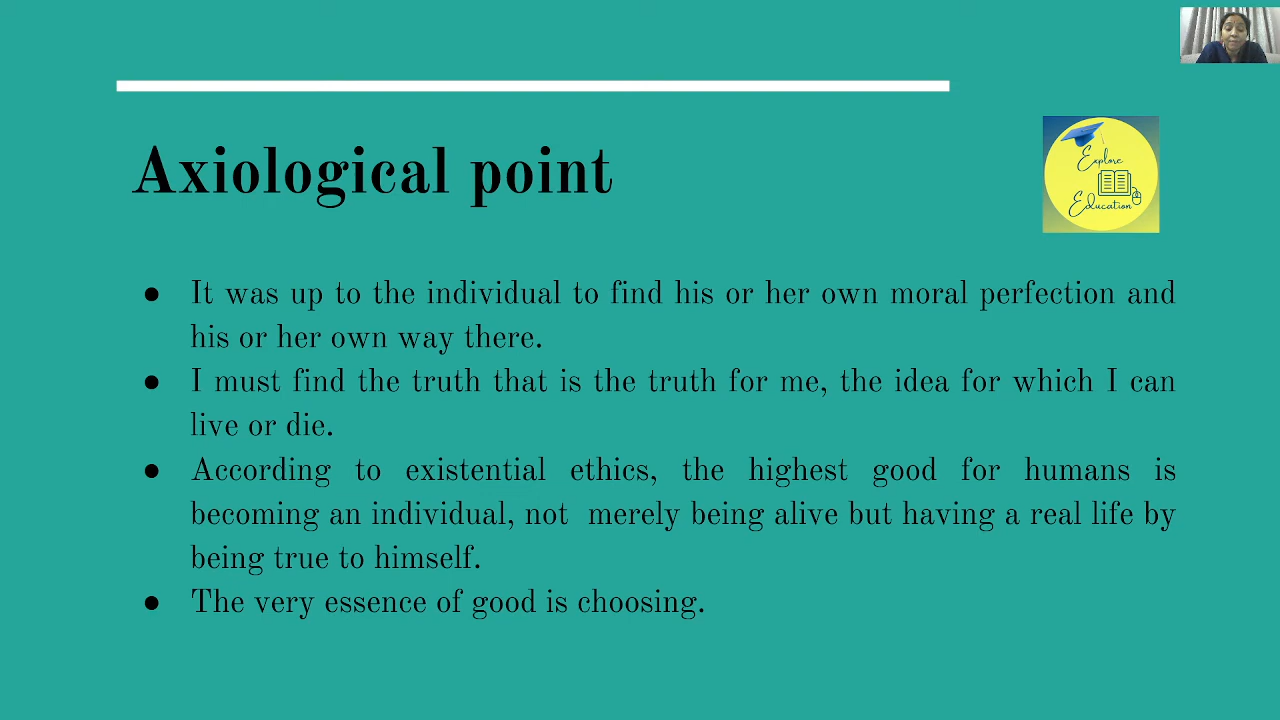 Axiological point
Explore
Education
● It was up to the individual to find his or her own moral perfection and
his or her own way there.
● I must find the truth that is the truth for me, the idea for which I can
live or die.
● According to existential ethics, the highest good for humans is
becoming an individual, not merely being alive but having a real life by
being true to himself.
● The very essence of good is choosing.